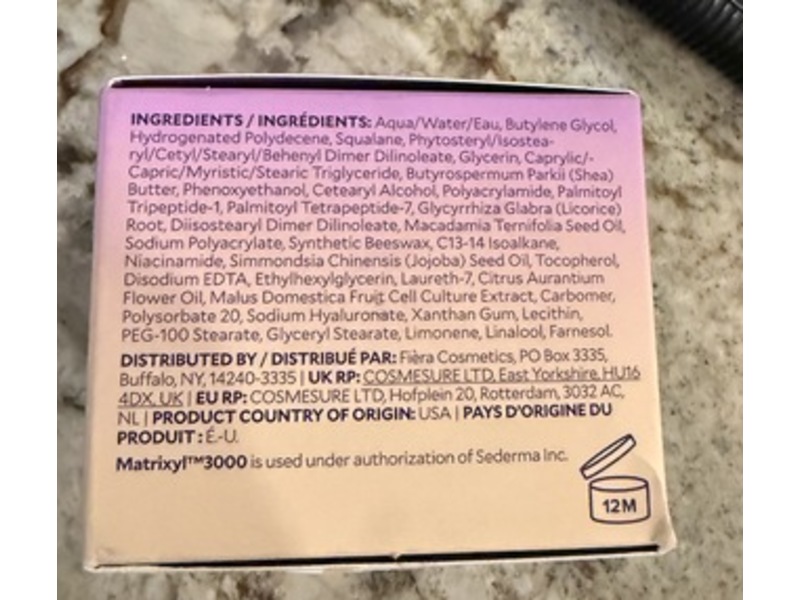 INGREDIENTS / INGRÉDIENTS: Aqua/Water/Eau, Butylene Glycol,
Hydrogenated Polydecene, Squalane, Phytosteryl/Isostea-
ryl/Cetyl/Stearyl/Behenyl Dimer Dilinoleate, Glycerin, Caprylic/-
Capric/Myristic/Stearic Triglyceride, Butyrospermum Parkii (Shea)
Butter, Phenoxyethanol, Cetearyl Alcohol, Polyacrylamide, Palmitoyl
Tripeptide-1, Palmitoyl Tetrapeptide-7, Glycyrrhiza Glabra (Licorice)
Root, Diisostearyl Dimer Dilinoleate, Macadamia Ternifolia Seed Oil,
Sodium Polyacrylate, Synthetic Beeswax, C13-14 Isoalkane,
Niacinamide, Simmondsia Chinensis (Jojoba) Seed Oil, Tocopherol,
Disodium EDTA, Ethylhexylglycerin, Laureth-7, Citrus Aurantium
Flower Oil, Malus Domestica Fruit Cell Culture Extract, Carbomer,
Polysorbate 20, Sodium Hyaluronate, Xanthan Gum, Lecithin,
PEG-100 Stearate, Glyceryl Stearate, Limonene, Linalool, Farnesol.
DISTRIBUTED BY / DISTRIBUÉ PAR: Fièra Cosmetics, PO Box 3335,
Buffalo, NY, 14240-3335 | UK RP: COSMESURE LTD, East Yorkshire, HU16
4DX, UK | EU RP: COSMESURE LTD, Hofplein 20, Rotterdam, 3032 AC,
NL | PRODUCT COUNTRY OF ORIGIN: USA | PAYS D'ORIGINE DU
PRODUIT : É.-U.
Matrixyl™3000 is used under authorization of Sederma Inc.
12M